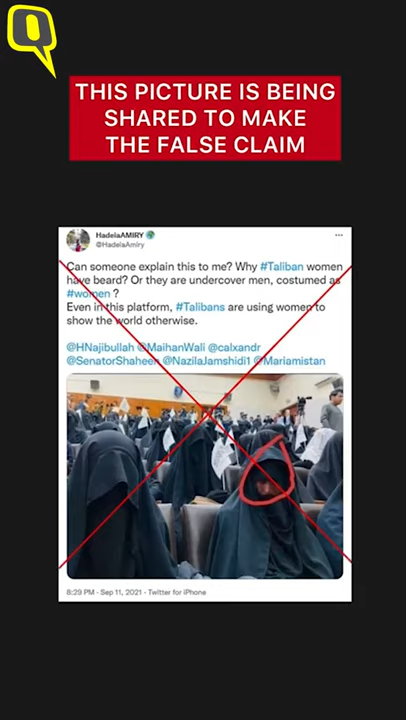 THIS PICTURE IS BEING
SHARED TO MAKE
THE FALSE CLAIM
HadeiaAMIRY
@HadeiaAmiry
Can someone explain this to me? Why #Taliban women
have beard? Or they are undercover men, costumed as
#women ?
Even in this platform, #Talibans are using women to
show the world otherwise.
@HNajibullah @MaihanWali @calxandr
@SenatorShaheen @NazilaJamshidi1 @Mariamistan
8:29 PM · Sep 11, 2021 · Twitter for iPhone